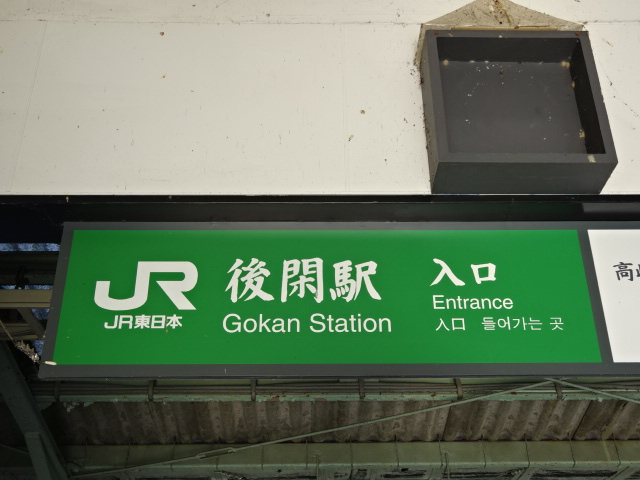 JR
JR東日本
後閑駅
Gokan Station
入口
Entrance
入口 들어가는 곳
高崎